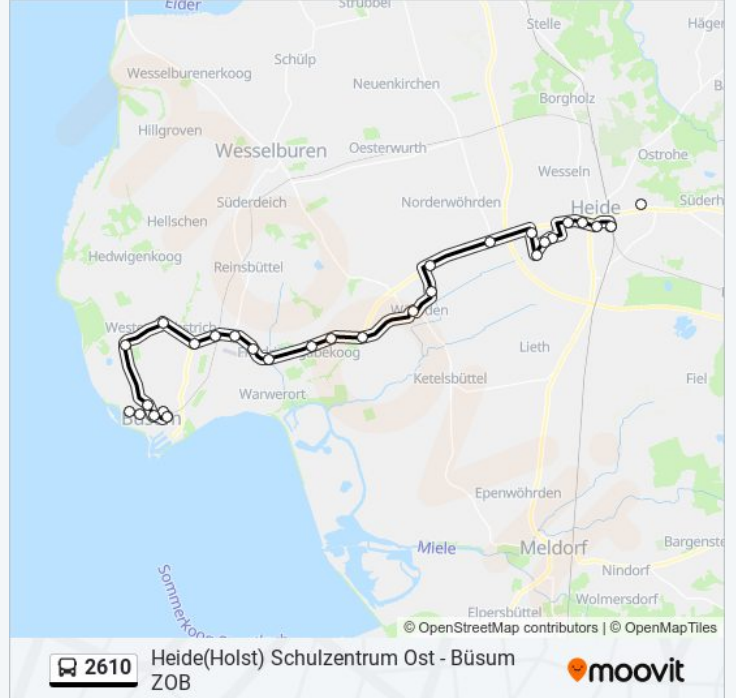 Eider
Strübbel
Stelle
Schülp
Wesselburenerkoog
Neuenkirchen
Borgholz
Hillgroven
Wesselburen
Oesterwurth
Ostrohe
Wesseln
Süderdeich
Norderwöhrden
Heide
Süderh
Hellschen
Hedwigenkoog
Reinsbüttel
Lieth
Ketelsbüttel
Fiel
Warwerort
Büsum
Epenwöhrden
Miele
Meldorf
Bargenste
Nindorf
Wolmersdorf
Elpersbüttel
© OpenStreetMap contributors | © OpenMapTiles
2610 Heide(Holst) Schulzentrum Ost - Büsum
ZOB
moovit